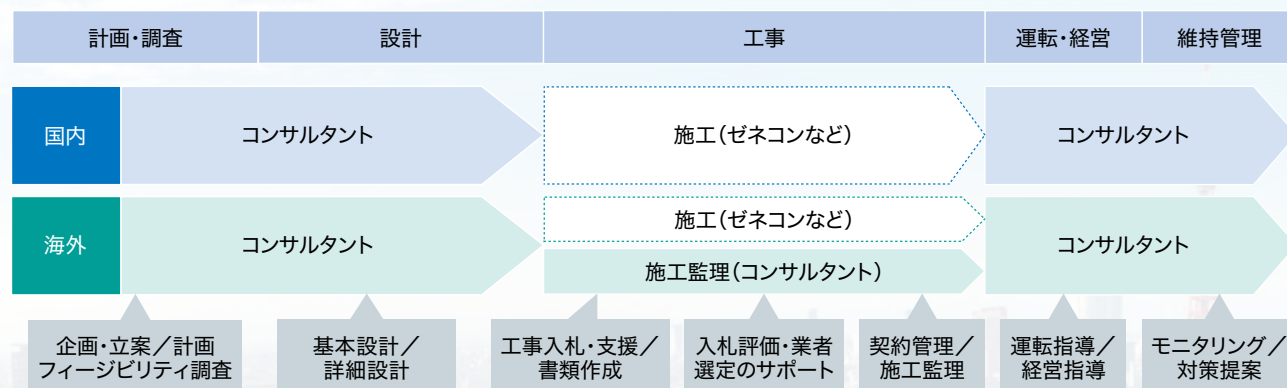 計画・調査
設計
工事
運転・経営
維持管理
国内
コンサルタント
施工（ゼネコンなど）
コンサルタント
海外
コンサルタント
施工（ゼネコンなど）
施工監理（コンサルタント）
コンサルタント
企画・立案／計画
フィージビリティ調査
基本設計／
詳細設計
工事入札・支援／
書類作成
入札評価・業者
選定のサポート
契約管理／
施工監理
運転指導／
経営指導
モニタリング／
対策提案